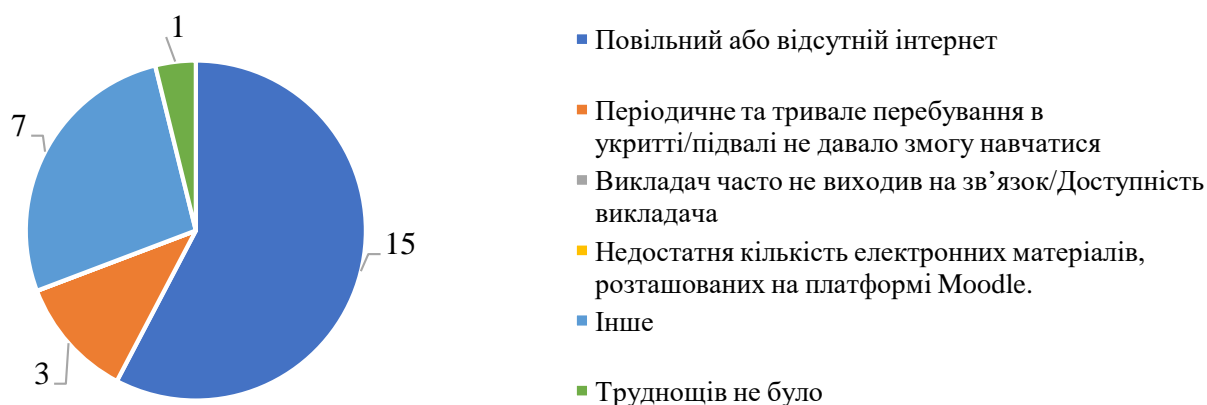 1
7
3
15
Повільний або відсутній інтернет
Періодичне та тривале перебування в
укритті/підвалі не давало змогу навчатися
Викладач часто не виходив на зв’язок/Доступність
викладача
Недостатня кількість електронних матеріалів,
розташованих на платформі Moodle.
Інше
Труднощів не було